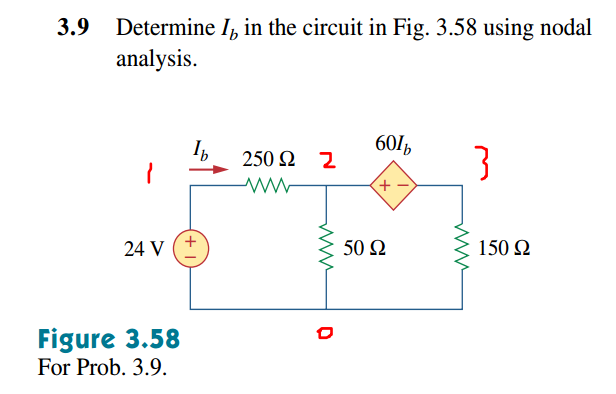 3.9 Determine I_b in the circuit in Fig. 3.58 using nodal
analysis.
60I_b
I_b
250 Ω
2
3
1
+ −
24 V
+
−
50 Ω
150 Ω
0
Figure 3.58
For Prob. 3.9.